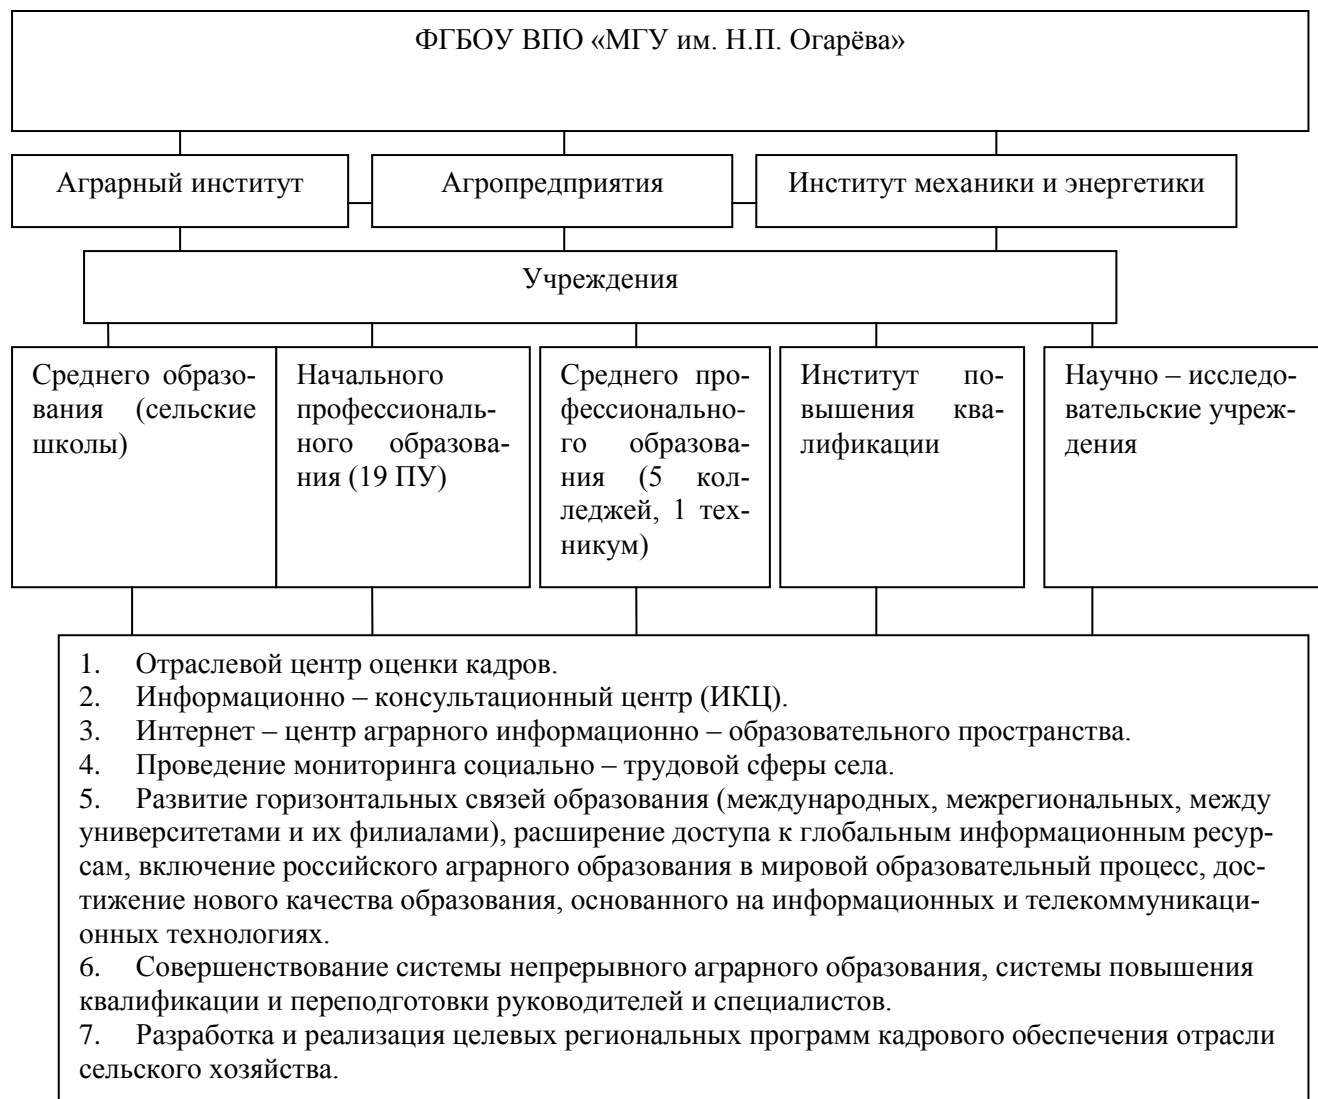 ФГБОУ ВПО «МГУ им. Н.П. Огарёва»
Аграрный институт
Агропредприятия
Институт механики и энергетики
Учреждения
Среднего образо-
вания (сельские
школы)
Начального
профессиональ-
ного образова-
ния (19 ПУ)
Среднего про-
фессионально-
го образова-
ния (5 кол-
леджей, 1 тех-
никум)
Институт по-
вышения ква-
лификации
Научно – исследо-
вательские учреж-
дения
1. Отраслевой центр оценки кадров.
2. Информационно – консультационный центр (ИКЦ).
3. Интернет – центр аграрного информационно – образовательного пространства.
4. Проведение мониторинга социально – трудовой сферы села.
5. Развитие горизонтальных связей образования (международных, межрегиональных, между
университетами и их филиалами), расширение доступа к глобальным информационным ресур-
сам, включение российского аграрного образования в мировой образовательный процесс, дос-
тижение нового качества образования, основанного на информационных и телекоммуникаци-
онных технологиях.
6. Совершенствование системы непрерывного аграрного образования, системы повышения
квалификации и переподготовки руководителей и специалистов.
7. Разработка и реализация целевых региональных программ кадрового обеспечения отрасли
сельского хозяйства.